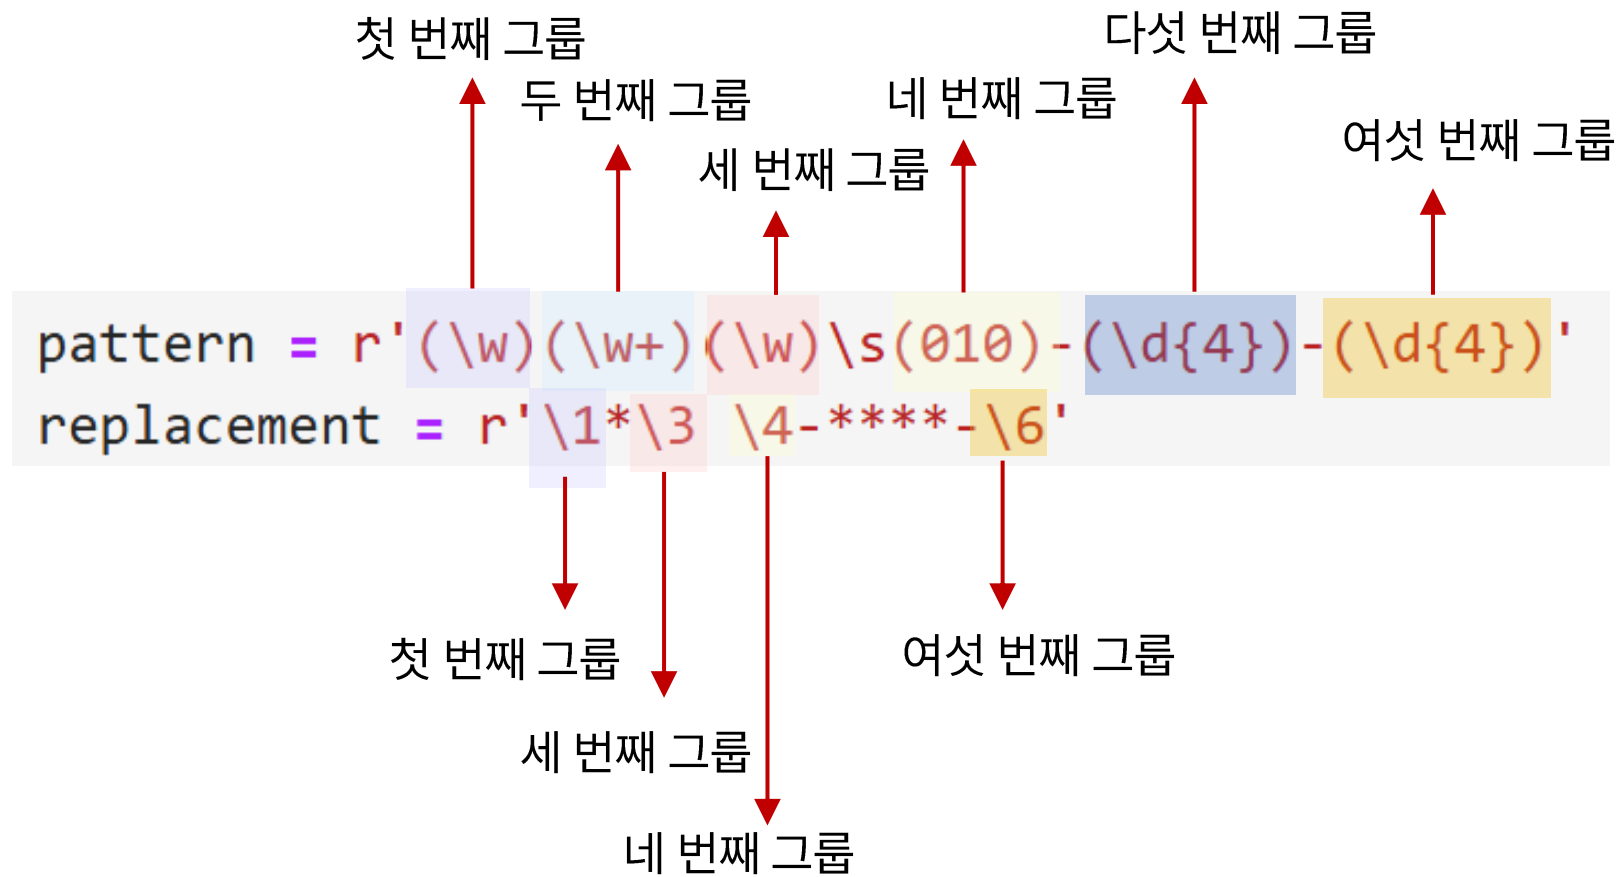 첫 번째 그룹
다섯 번째 그룹
두 번째 그룹
네 번째 그룹
세 번째 그룹
여섯 번째 그룹
pattern = r'(\w)(\w+)(\w)\s(010)-(\d{4})-(\d{4})'
replacement = r'\1*\3 \4-****-\6'
첫 번째 그룹
여섯 번째 그룹
세 번째 그룹
네 번째 그룹